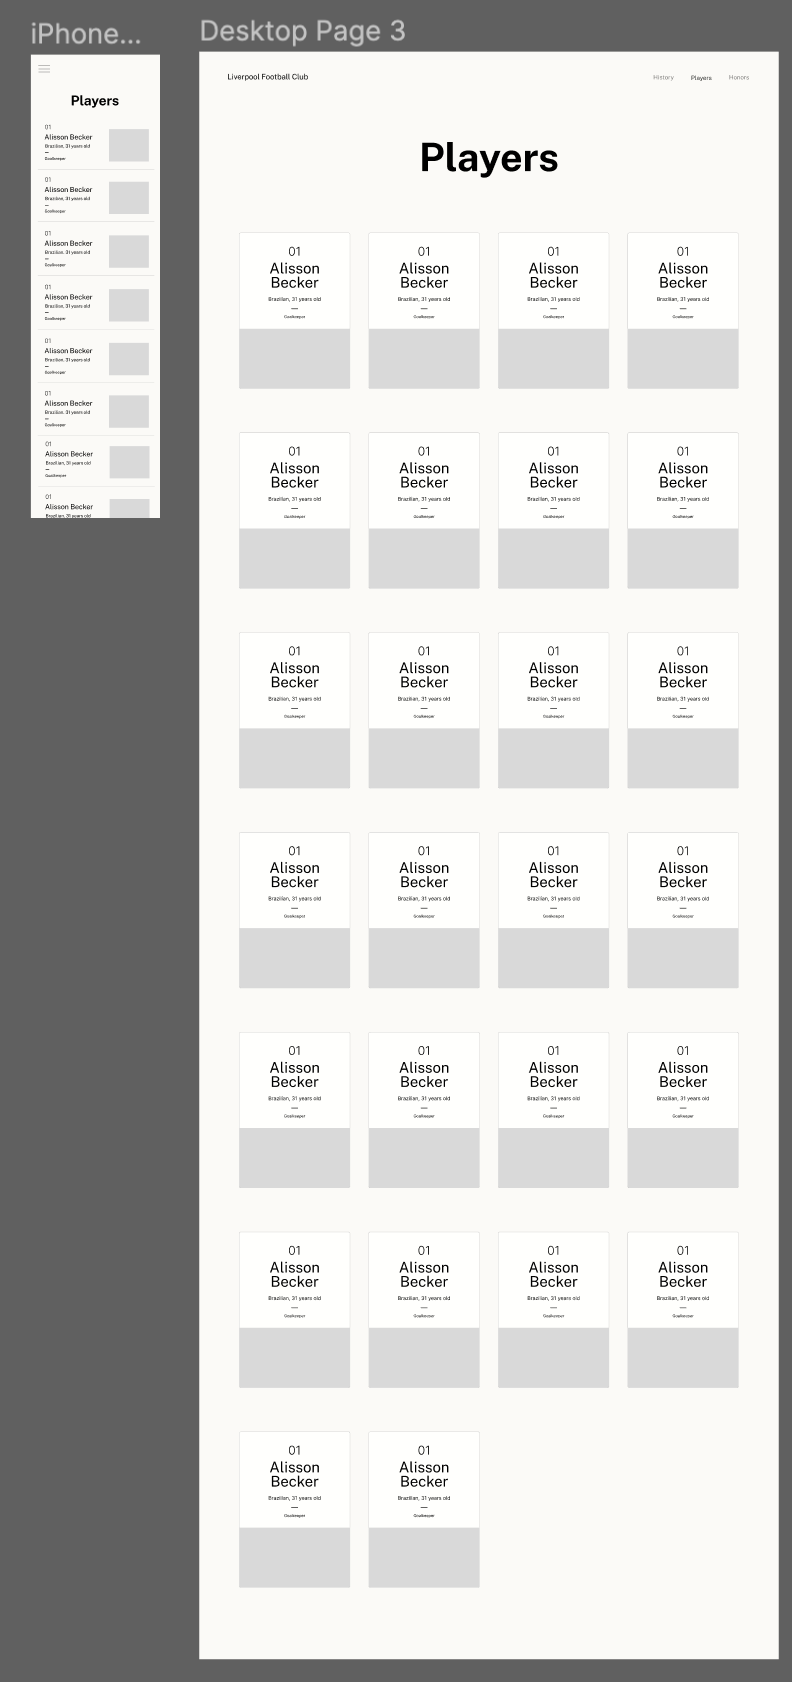 iPhone...
Players
01
Alisson Becker
Brazilian, 31 years old
Goalkeeper
01
Alisson Becker
Brazilian, 31 years old
Goalkeeper
01
Alisson Becker
Brazilian, 31 years old
Goalkeeper
01
Alisson Becker
Brazilian, 31 years old
Goalkeeper
01
Alisson Becker
Brazilian, 31 years old
Goalkeeper
01
Alisson Becker
Brazilian, 31 years old
Goalkeeper
01
Alisson Becker
Brazilian, 31 years old
Goalkeeper
01
Alisson Becker
Brazilian, 31 years old
Desktop Page 3
Liverpool Football Club
History Players Honors
Players
01 01 01 01
Alisson Alisson Alisson Alisson
Becker Becker Becker Becker
Brazilian, 31 years old Brazilian, 31 years old Brazilian, 31 years old Brazilian, 31 years old
Goalkeeper Goalkeeper Goalkeeper Goalkeeper
01 01 01 01
Alisson Alisson Alisson Alisson
Becker Becker Becker Becker
Brazilian, 31 years old Brazilian, 31 years old Brazilian, 31 years old Brazilian, 31 years old
Goalkeeper Goalkeeper Goalkeeper Goalkeeper
01 01 01 01
Alisson Alisson Alisson Alisson
Becker Becker Becker Becker
Brazilian, 31 years old Brazilian, 31 years old Brazilian, 31 years old Brazilian, 31 years old
Goalkeeper Goalkeeper Goalkeeper Goalkeeper
01 01 01 01
Alisson Alisson Alisson Alisson
Becker Becker Becker Becker
Brazilian, 31 years old Brazilian, 31 years old Brazilian, 31 years old Brazilian, 31 years old
Goalkeeper Goalkeeper Goalkeeper Goalkeeper
01 01 01 01
Alisson Alisson Alisson Alisson
Becker Becker Becker Becker
Brazilian, 31 years old Brazilian, 31 years old Brazilian, 31 years old Brazilian, 31 years old
Goalkeeper Goalkeeper Goalkeeper Goalkeeper
01 01 01 01
Alisson Alisson Alisson Alisson
Becker Becker Becker Becker
Brazilian, 31 years old Brazilian, 31 years old Brazilian, 31 years old Brazilian, 31 years old
Goalkeeper Goalkeeper Goalkeeper Goalkeeper
01 01
Alisson Alisson
Becker Becker
Brazilian, 31 years old Brazilian, 31 years old
Goalkeeper Goalkeeper